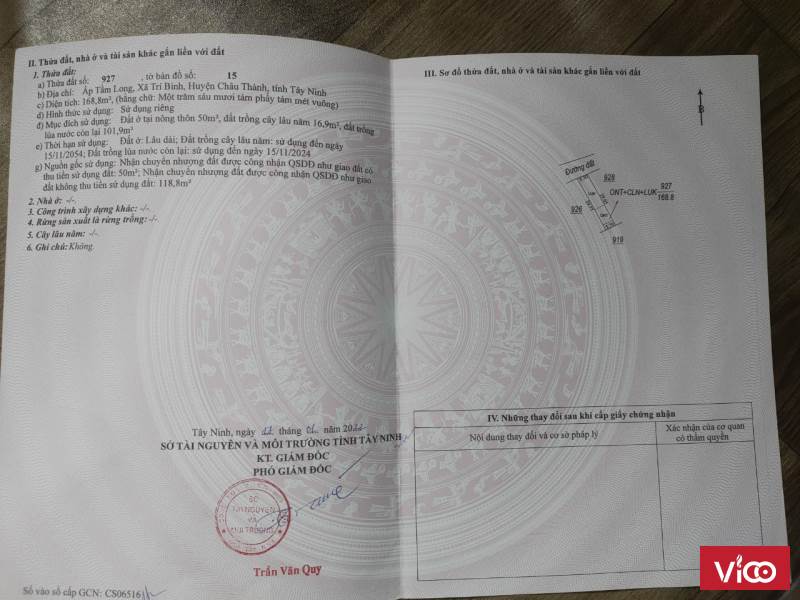 II. Thửa đất, nhà ở và tài sản khác gắn liền với đất
1. Thửa đất:
a) Thửa đất số: 927 , tờ bản đồ số: 15
b) Địa chỉ: Ấp Tầm Long, Xã Trí Bình, Huyện Châu Thành, tỉnh Tây Ninh
c) Diện tích: 168,8m², (bằng chữ: Một trăm sáu mươi tám phẩy tám mét vuông)
d) Hình thức sử dụng: Sử dụng riêng
đ) Mục đích sử dụng: Đất ở tại nông thôn 50m², đất trồng cây lâu năm 16,9m², đất trồng
lúa nước còn lại 101,9m²
e) Thời hạn sử dụng: Đất ở: Lâu dài; Đất trồng cây lâu năm: sử dụng đến ngày
15/11/2054; Đất trồng lúa nước còn lại: sử dụng đến ngày 15/11/2024
g) Nguồn gốc sử dụng: Nhận chuyển nhượng đất được công nhận QSDĐ như giao đất có
thu tiền sử dụng đất: 50m²; Nhận chuyển nhượng đất được công nhận QSDĐ như giao
đất không thu tiền sử dụng đất: 118,8m²
2. Nhà ở: -/-.
3. Công trình xây dựng khác: -/-
4. Rừng sản xuất là rừng trồng: -/-.
5. Cây lâu năm: -/-.
6. Ghi chú: Không.
Tây Ninh, ngày tháng năm
SỞ TÀI NGUYÊN VÀ MÔI TRƯỜNG TỈNH TÂY NINH
KT. GIÁM ĐỐC
PHÓ GIÁM ĐỐC
SỞ
TÀI NGUYÊN
VÀ
MÔI TRƯỜNG
Trần Văn Quy
Số vào sổ cấp GCN: CS06516
III. Sơ đồ thửa đất, nhà ở và tài sản khác gắn liền với đất
B
Đường đất
928
ONT+CLN+LUK 927
168.8
926
919
IV. Những thay đổi sau khi cấp giấy chứng nhận
Nội dung thay đổi và cơ sở pháp lý
Xác nhận của cơ quan
có thẩm quyền
Vico